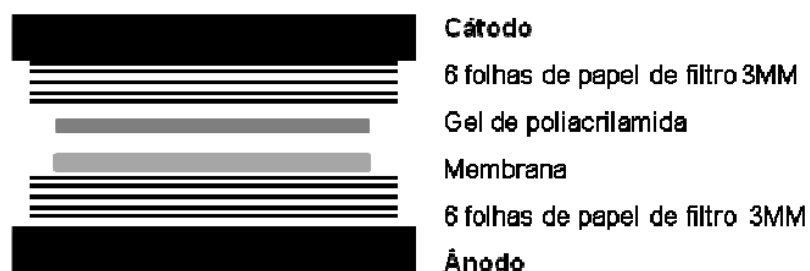 Cátodo
6 folhas de papel de filtro 3MM
Gel de poliacrilamida
Membrana
6 folhas de papel de filtro 3MM
Ânodo